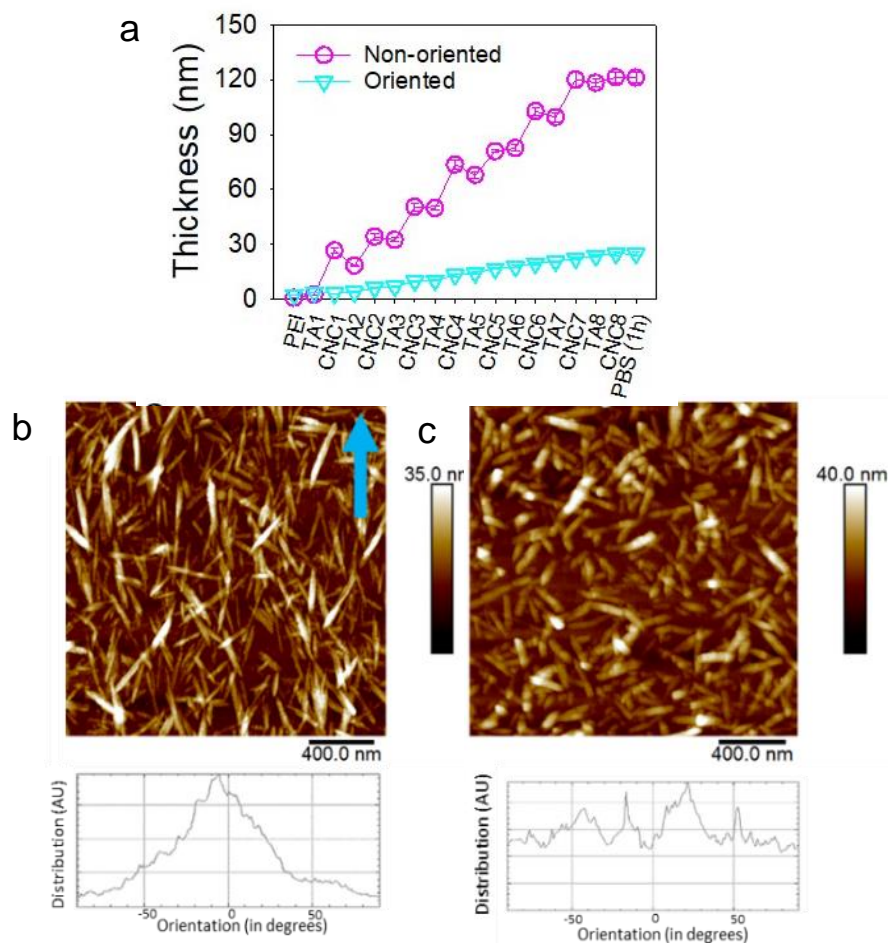 a
150
120
90
60
30
0
Thickness (nm)
Non-oriented
Oriented
PEI
TA1
CNC1
TA2
CNC2
TA3
CNC3
TA4
CNC4
TA5
CNC5
TA6
CNC6
TA7
CNC7
TA8
CNC8
PBS (1h)
b
c
35.0 nr
40.0 nm
400.0 nm
400.0 nm
Distribution (AU)
-50
0
50
Orientation (in degrees)
Distribution (AU)
-50
0
50
Orientation (in degrees)